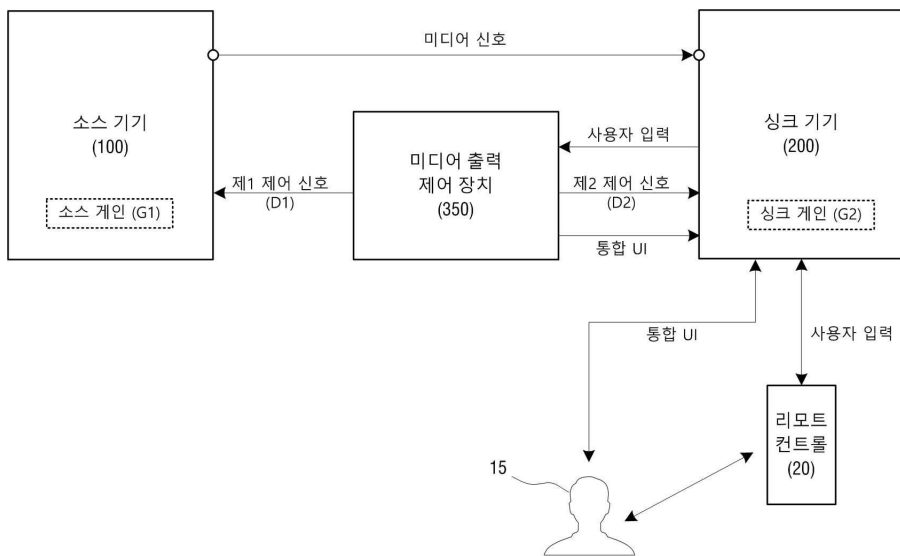 미디어 신호
소스 기기
(100)
소스 게인 (G1)
제1 제어 신호
(D1)
미디어 출력
제어 장치
(350)
사용자 입력
제2 제어 신호
(D2)
통합 UI
싱크 기기
(200)
싱크 게인 (G2)
통합 UI
사용자 입력
리모트
컨트롤
(20)
15